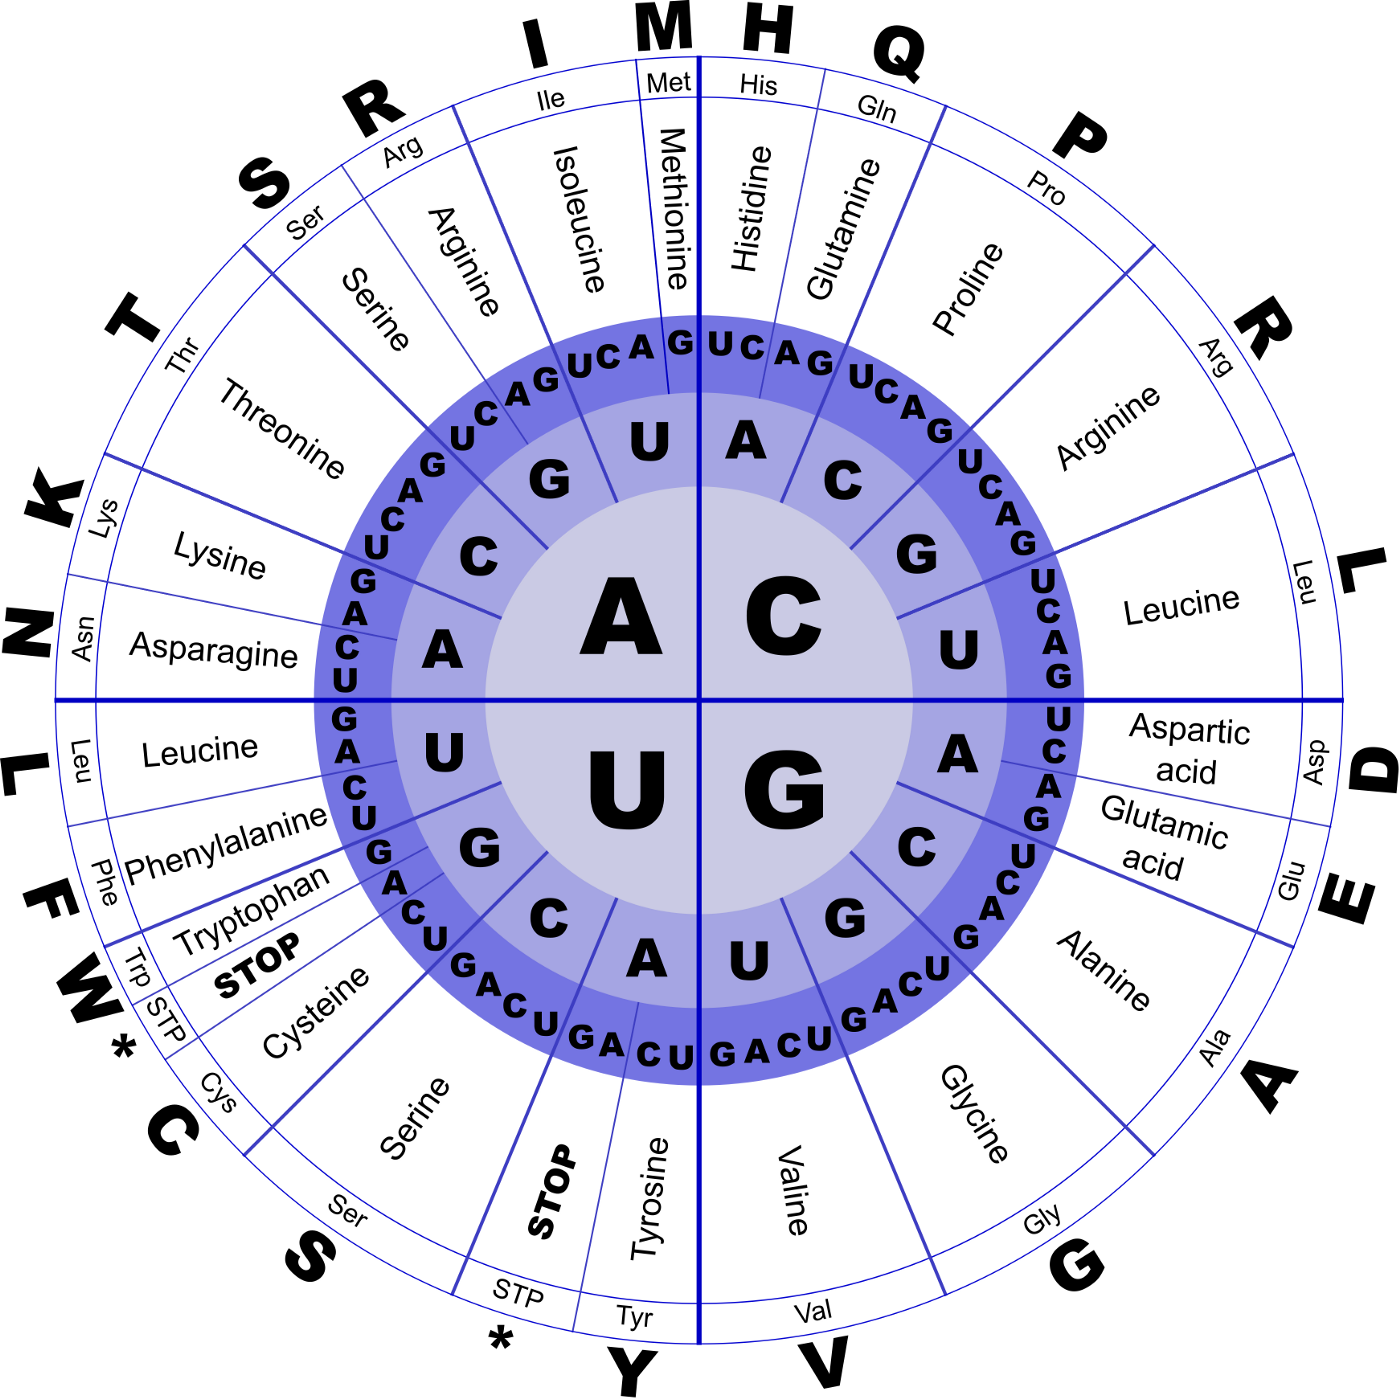 M
H
Q
P
R
L
D
E
A
G
V
Y
*
S
C
*
W
F
L
N
K
T
S
R
I
Met
His
Gln
Pro
Arg
Leu
Asp
Glu
Ala
Gly
Val
Tyr
STP
Ser
Cys
STP
Trp
Phe
Leu
Asn
Lys
Thr
Ser
Arg
Ile
Methionine
Histidine
Glutamine
Proline
Arginine
Leucine
Aspartic
acid
Glutamic
acid
Alanine
Glycine
Valine
Tyrosine
STOP
Serine
Cysteine
STOP
Tryptophan
Phenylalanine
Leucine
Asparagine
Lysine
Threonine
Serine
Arginine
Isoleucine
U C A G
U C A G
U C A G
U C A G
U C A G
U C A G
U C A G
U C A G
G A C U
G A C U
G A C U
G A C U
U C A G
U C A G
U C A G
U C A G
A
C
G
U
A
C
G
U
A
C
G
U
A
C
G
U
A
C
U
G